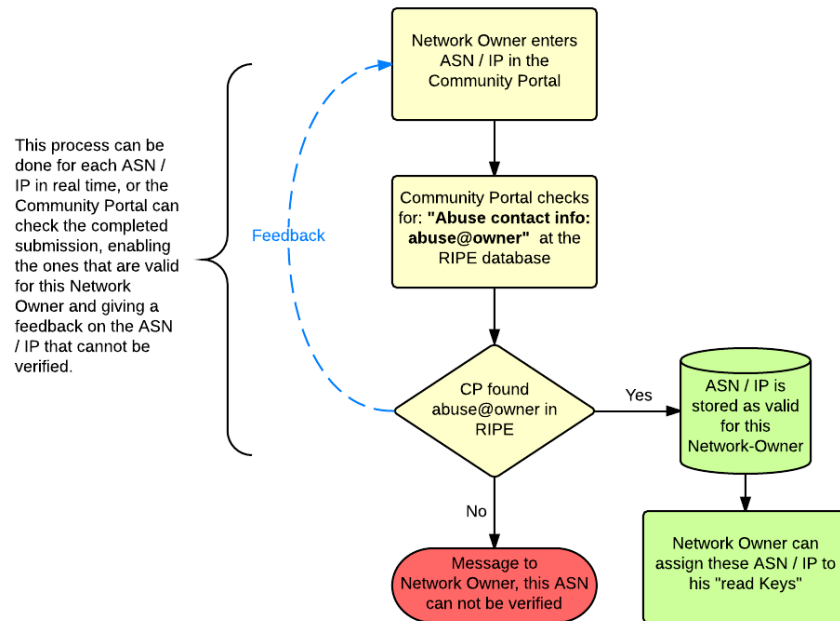 Network Owner enters
ASN / IP in the
Community Portal
This process can be
done for each ASN /
IP in real time, or the
Community Portal can
check the completed
submission, enabling
the ones that are valid
for this Network
Owner and giving a
feedback on the ASN
/ IP that cannot be
verified.
Feedback
Community Portal checks
for: "Abuse contact info:
abuse@owner" at the
RIPE database
CP found
abuse@owner in
RIPE
Yes
ASN / IP is
stored as valid
for this
Network-Owner
No
Message to
Network Owner, this ASN
can not be verified
Network Owner can
assign these ASN / IP to
his "read Keys"